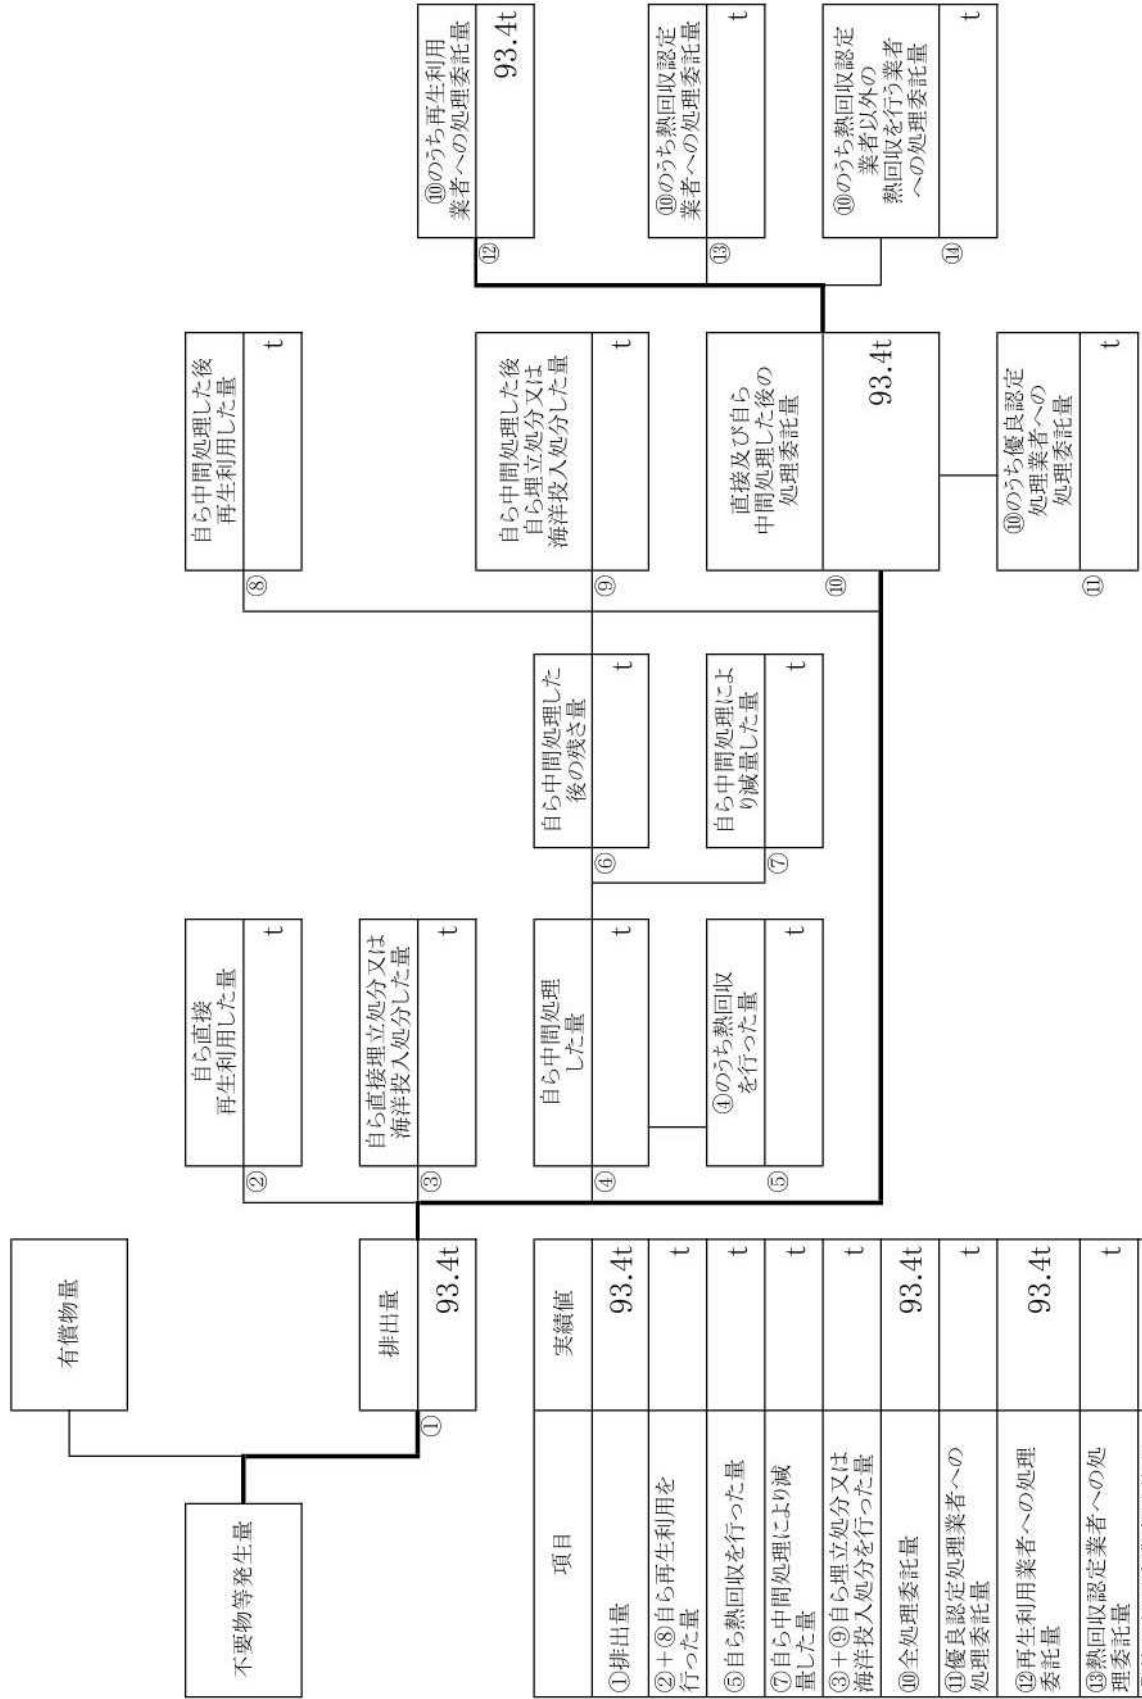 有償物量
不要物等発生量
排出量
①
93.4t
自ら直接
再生利用した量
②
t
自ら直接埋立処分又は
海洋投入処分した量
③
t
自ら中間処理
した量
④
t
④のうち熱回収
を行った量
⑤
t
自ら中間処理した
後の残さ量
⑥
t
自ら中間処理によ
り減量した量
⑦
t
自ら中間処理した後
再生利用した量
⑧
t
自ら中間処理した後
自ら埋立処分又は
海洋投入処分した量
⑨
t
直接及び自ら
中間処理した後の
処理委託量
⑩
93.4t
⑩のうち優良認定
処理業者への
処理委託量
⑪
t
⑩のうち再生利用
業者への処理委託量
⑫
93.4t
⑩のうち熱回収認定
業者への処理委託量
⑬
t
⑩のうち熱回収認定
業者以外の
熱回収を行う業者
への処理委託量
⑭
t
項目 実績値
①排出量 93.4t
②+⑧自ら再生利用を
行った量 t
⑤自ら熱回収を行った量 t
⑦自ら中間処理により減
量した量 t
③+⑨自ら埋立処分又は
海洋投入処分を行った量 t
⑩全処理委託量 93.4t
⑪優良認定処理業者への
処理委託量 t
⑫再生利用業者への処理
委託量 93.4t
⑬熱回収認定業者への処
理委託量 t